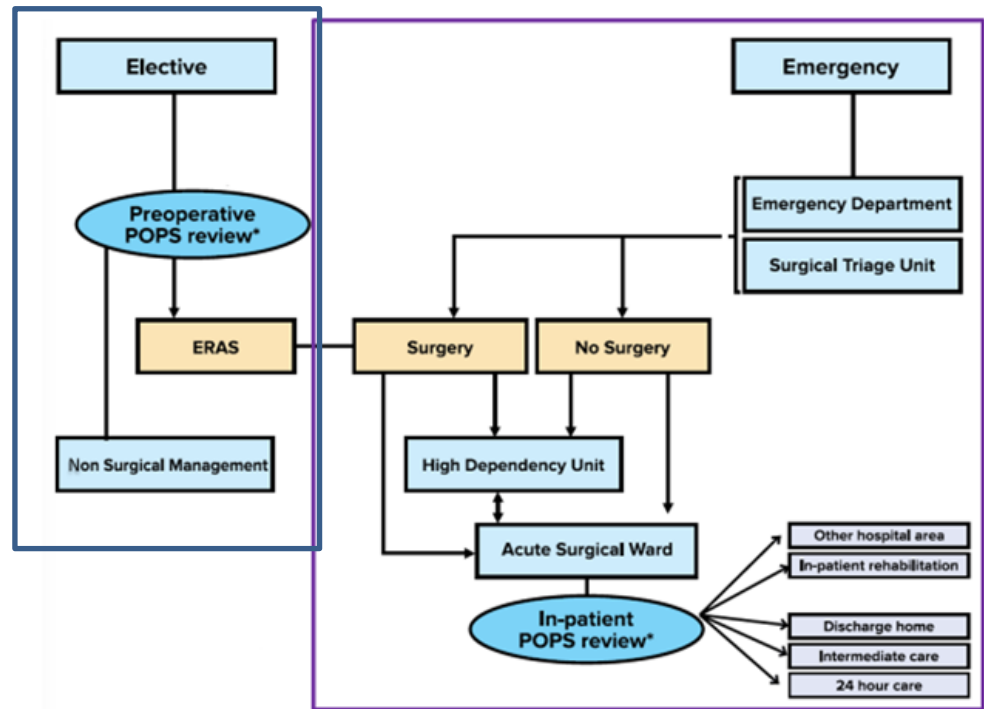 Elective
Emergency
Preoperative
POPS review*
Emergency Department
Surgical Triage Unit
ERAS
Surgery
No Surgery
Non Surgical Management
High Dependency Unit
Acute Surgical Ward
In-patient
POPS review*
Other hospital area
In-patient rehabilitation
Discharge home
Intermediate care
24 hour care